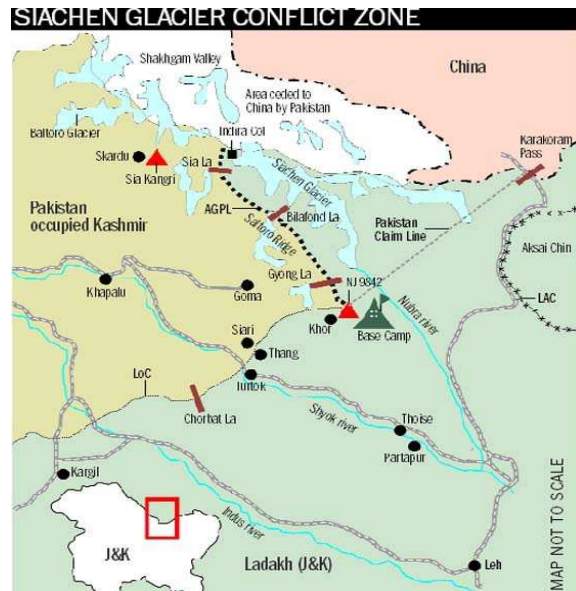 SIACHEN GLACIER CONFLICT ZONE
Shakhgam Valley
China
Area ceded to
China by Pakistan
Baltoro Glacier
Indira Col
Karakoram
Pass
Skardu
Sia La
Siachen Glacier
Sia Kangri
AGPL
Bilafond La
Pakistan
Claim Line
Pakistan
occupied Kashmir
Saltoro Ridge
Aksai Chin
Gyong La
NJ 9842
Khapalu
Goma
Nubra river
LAC
Khor
Base Camp
Siari
Thang
LoC
Turtok
Chorhat La
Shyok river
Thoise
Partapur
Kargil
Indus river
J&K
Ladakh (J&K)
Leh
MAP NOT TO SCALE